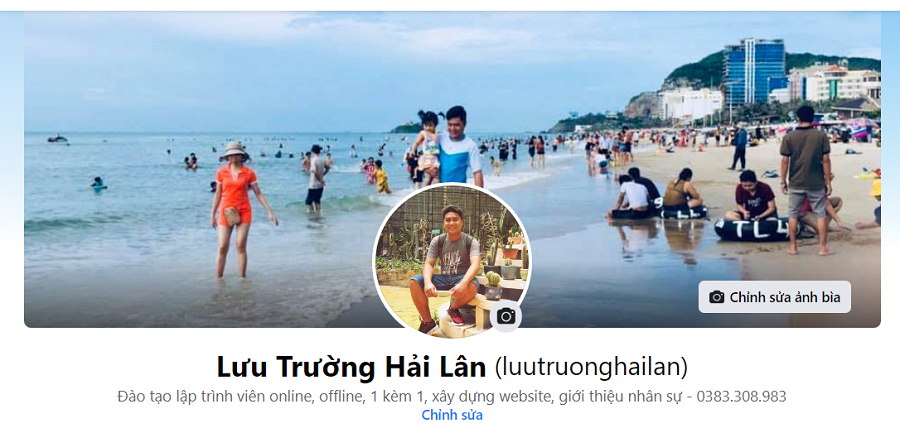 TL4
Chỉnh sửa ảnh bìa
Lưu Trường Hải Lân (luutruonghailan)
Đào tạo lập trình viên online, offline, 1 kèm 1, xây dựng website, giới thiệu nhân sự - 0383.308.983
Chỉnh sửa